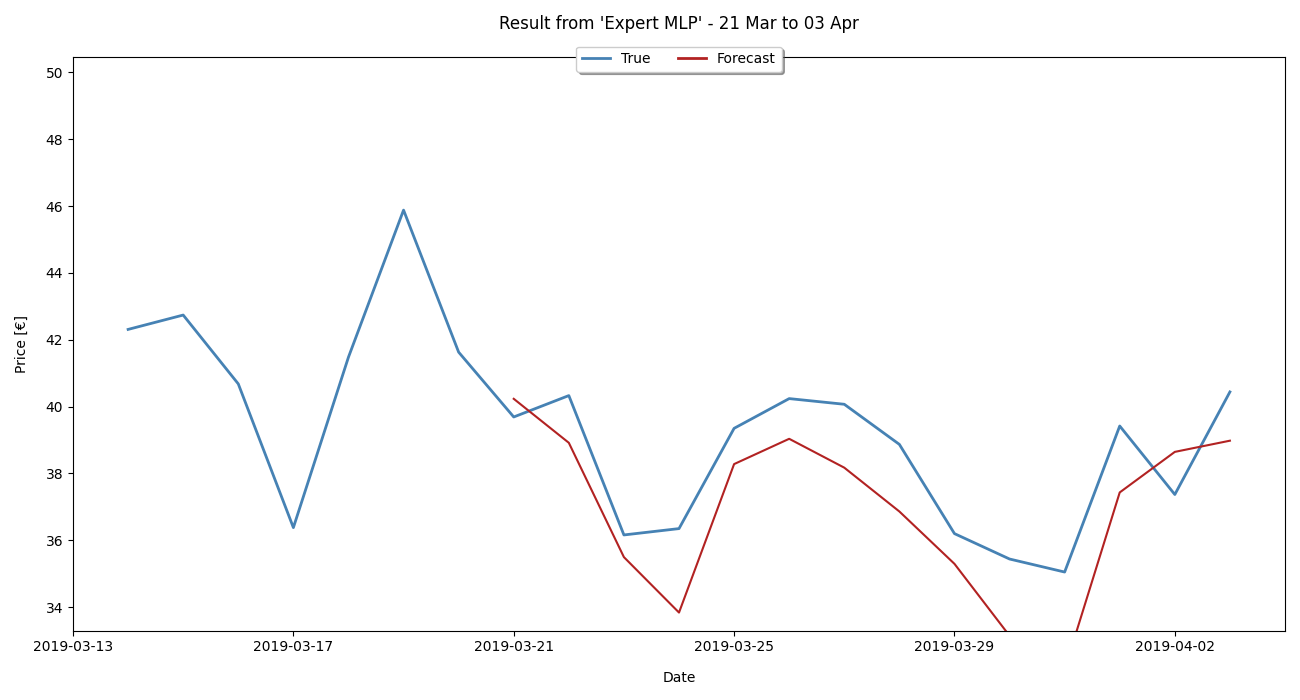 Result from 'Expert MLP' - 21 Mar to 03 Apr
True Forecast
Price [€]
50
48
46
44
42
40
38
36
34
2019-03-13 2019-03-17 2019-03-21 2019-03-25 2019-03-29 2019-04-02
Date